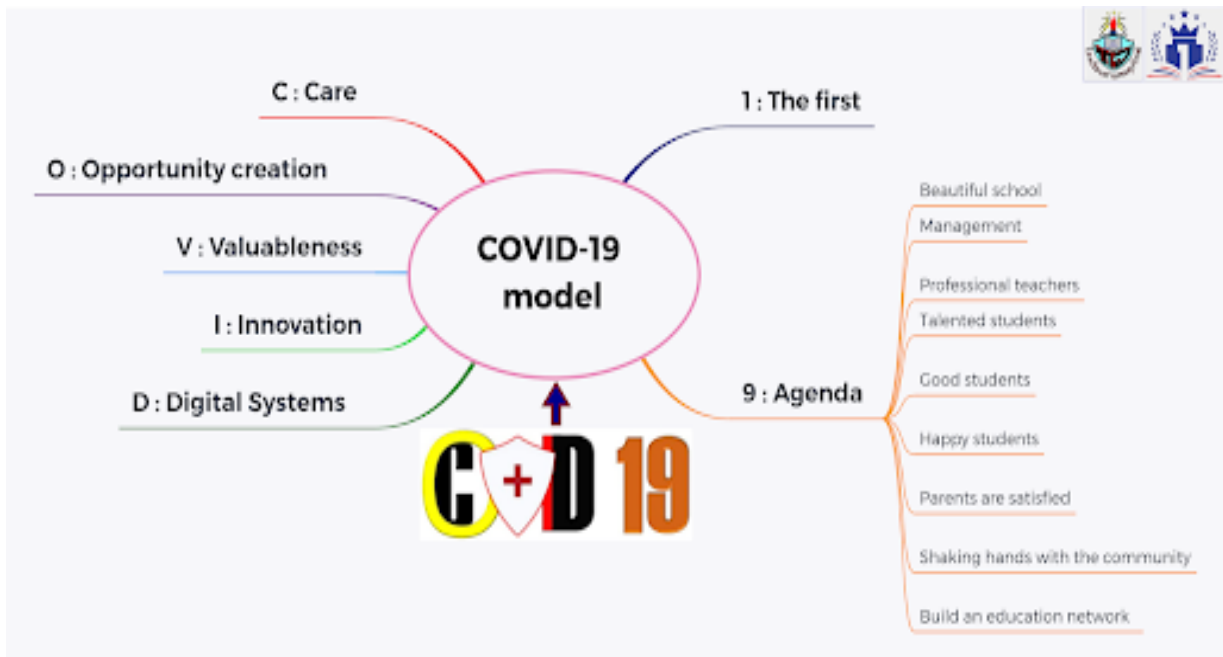 C : Care
O : Opportunity creation
V : Valuableness
I : Innovation
D : Digital Systems
COVID-19
model
1 : The first
9 : Agenda
Beautiful school
Management
Professional teachers
Talented students
Good students
Happy students
Parents are satisfied
Shaking hands with the community
Build an education network
COVID 19
1